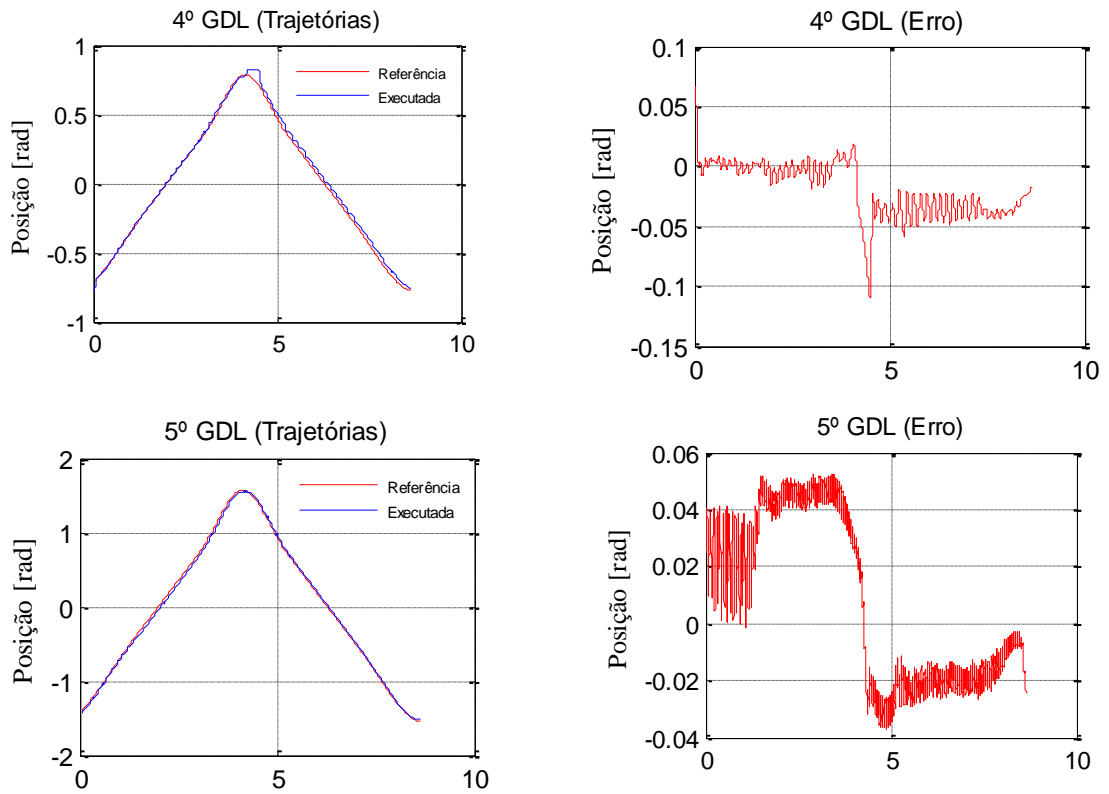 4º GDL (Trajetórias)
1
0.5
0
-0.5
-1
Posição [rad]
Referência
Executada
0
5
10
4º GDL (Erro)
0.1
0.05
0
-0.05
-0.1
-0.15
Posição [rad]
0
5
10
5º GDL (Trajetórias)
2
1
0
-1
-2
Posição [rad]
Referência
Executada
0
5
10
5º GDL (Erro)
0.06
0.04
0.02
0
-0.02
-0.04
Posição [rad]
0
5
10